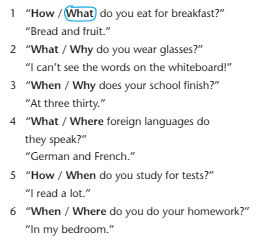 1 “How / What do you eat for breakfast?”
“Bread and fruit.”
2 “What / Why do you wear glasses?”
“I can’t see the words on the whiteboard!”
3 “When / Why does your school finish?”
“At three thirty.”
4 “What / Where foreign languages do
they speak?”
“German and French.”
5 “How / When do you study for tests?”
“I read a lot.”
6 “When / Where do you do your homework?”
“In my bedroom.”